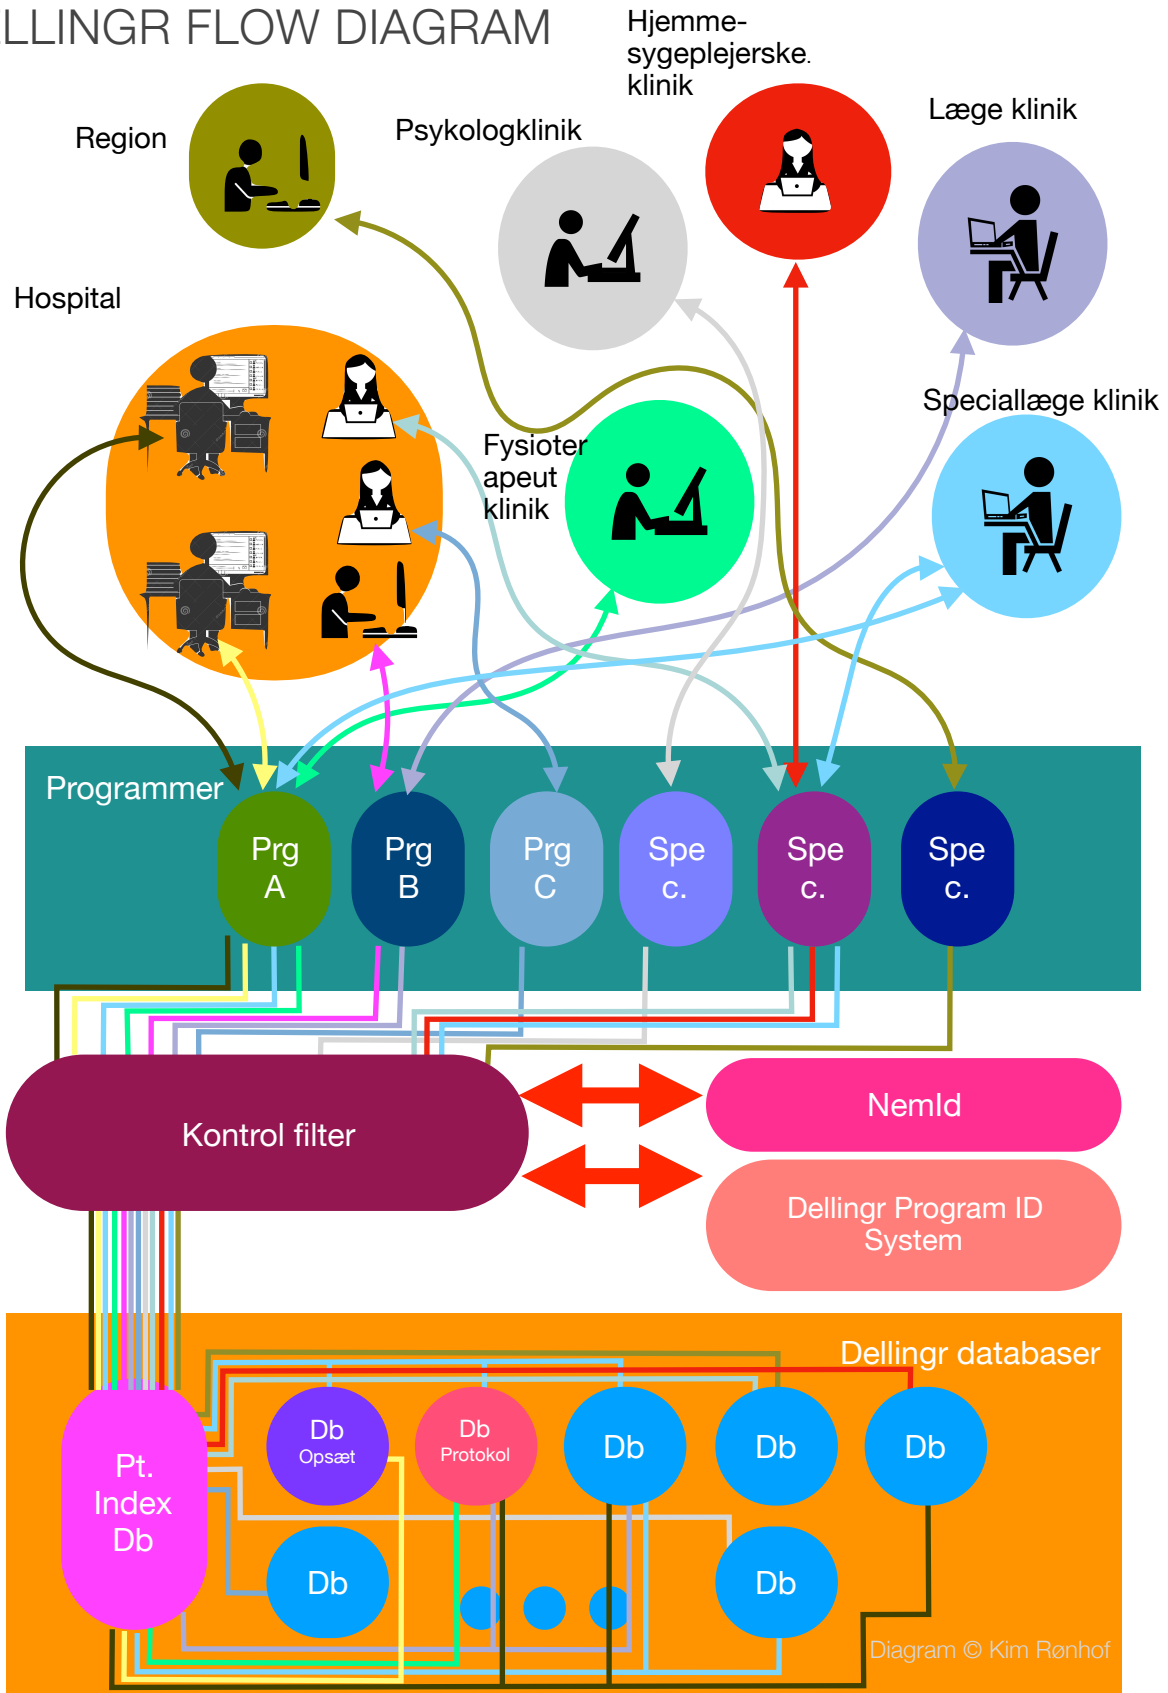 ELLINGR FLOW DIAGRAM
Hjemme-
sygeplejerske.
klinik
Region
Psykologklinik
Læge klinik
Hospital
Speciallæge klinik
Fysioter
apeut
klinik
Programmer
Prg
A
Prg
B
Prg
C
Spe
c.
Spe
c.
Spe
c.
Kontrol filter
NemId
Dellingr Program ID
System
Dellingr databaser
Pt.
Index
Db
Db
Opsæt
Db
Protokol
Db
Db
Db
Db
Db
Diagram © Kim Rønhof